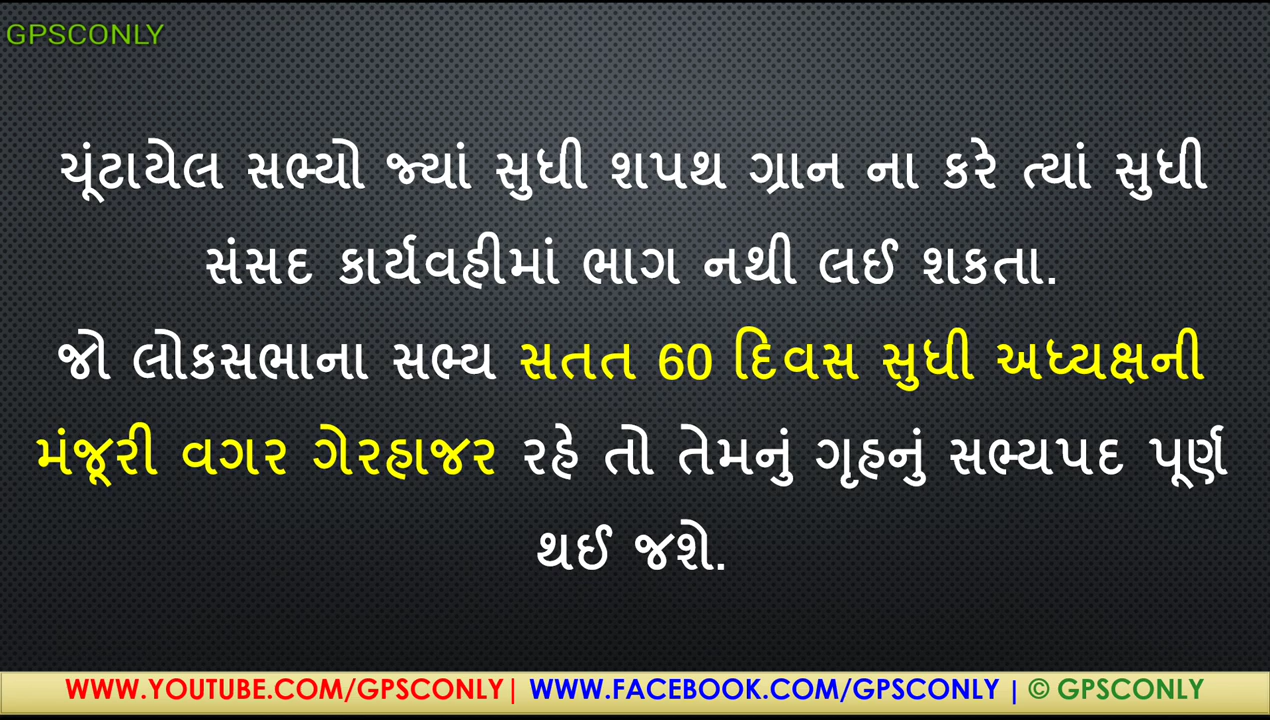 GPSCONLY
ચૂંટાયેલ સભ્યો જ્યાં સુધી શપથ ગ્રાન ના કરે ત્યાં સુધી
સંસદ કાર્યવહીમાં ભાગ નથી લઈ શકતા.
જો લોકસભાના સભ્ય સતત 60 દિવસ સુધી અધ્યક્ષની
મંજૂરી વગર ગેરહાજર રહે તો તેમનું ગૃહનું સભ્યપદ પૂર્ણ
થઈ જશે.
WWW.YOUTUBE.COM/GPSCONLY| WWW.FACEBOOK.COM/GPSCONLY | © GPSCONLY